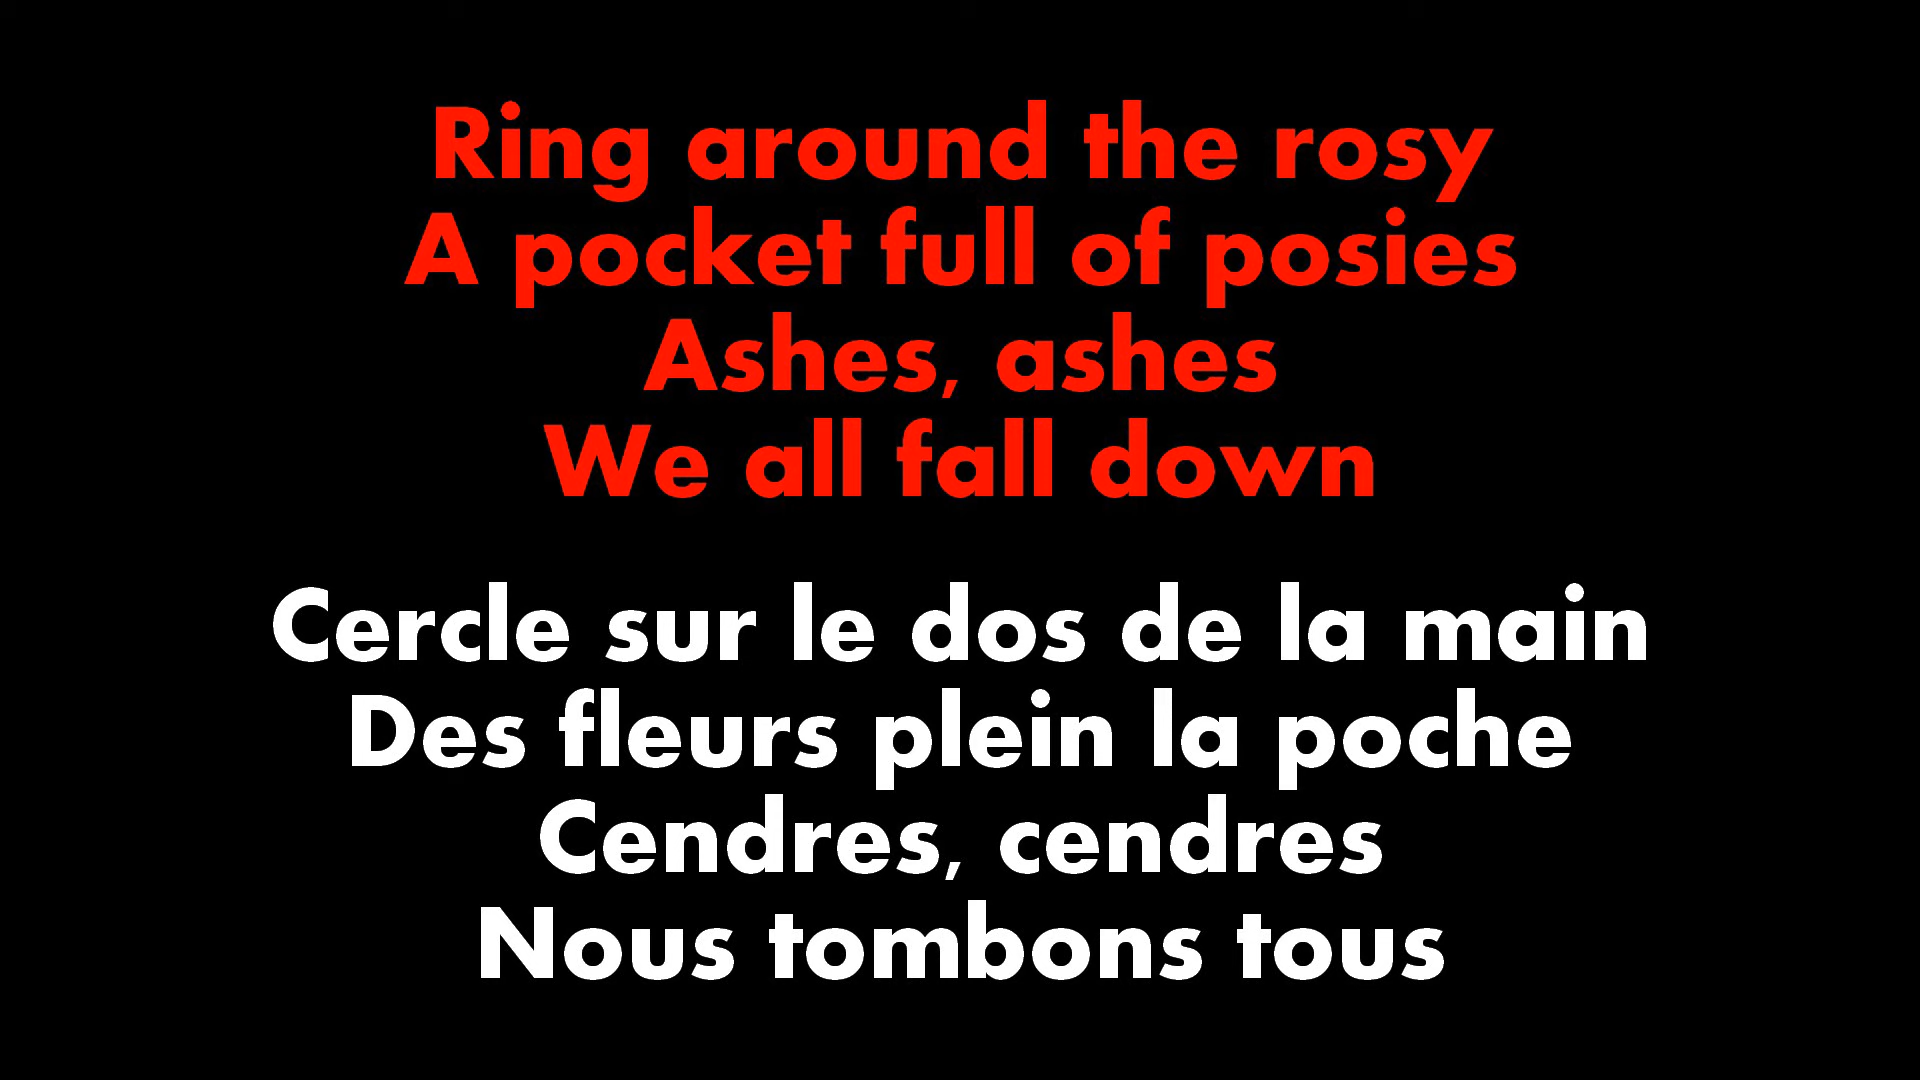 Ring around the rosy
A pocket full of posies
Ashes, ashes
We all fall down
Cercle sur le dos de la main
Des fleurs plein la poche
Cendres, cendres
Nous tombons tous